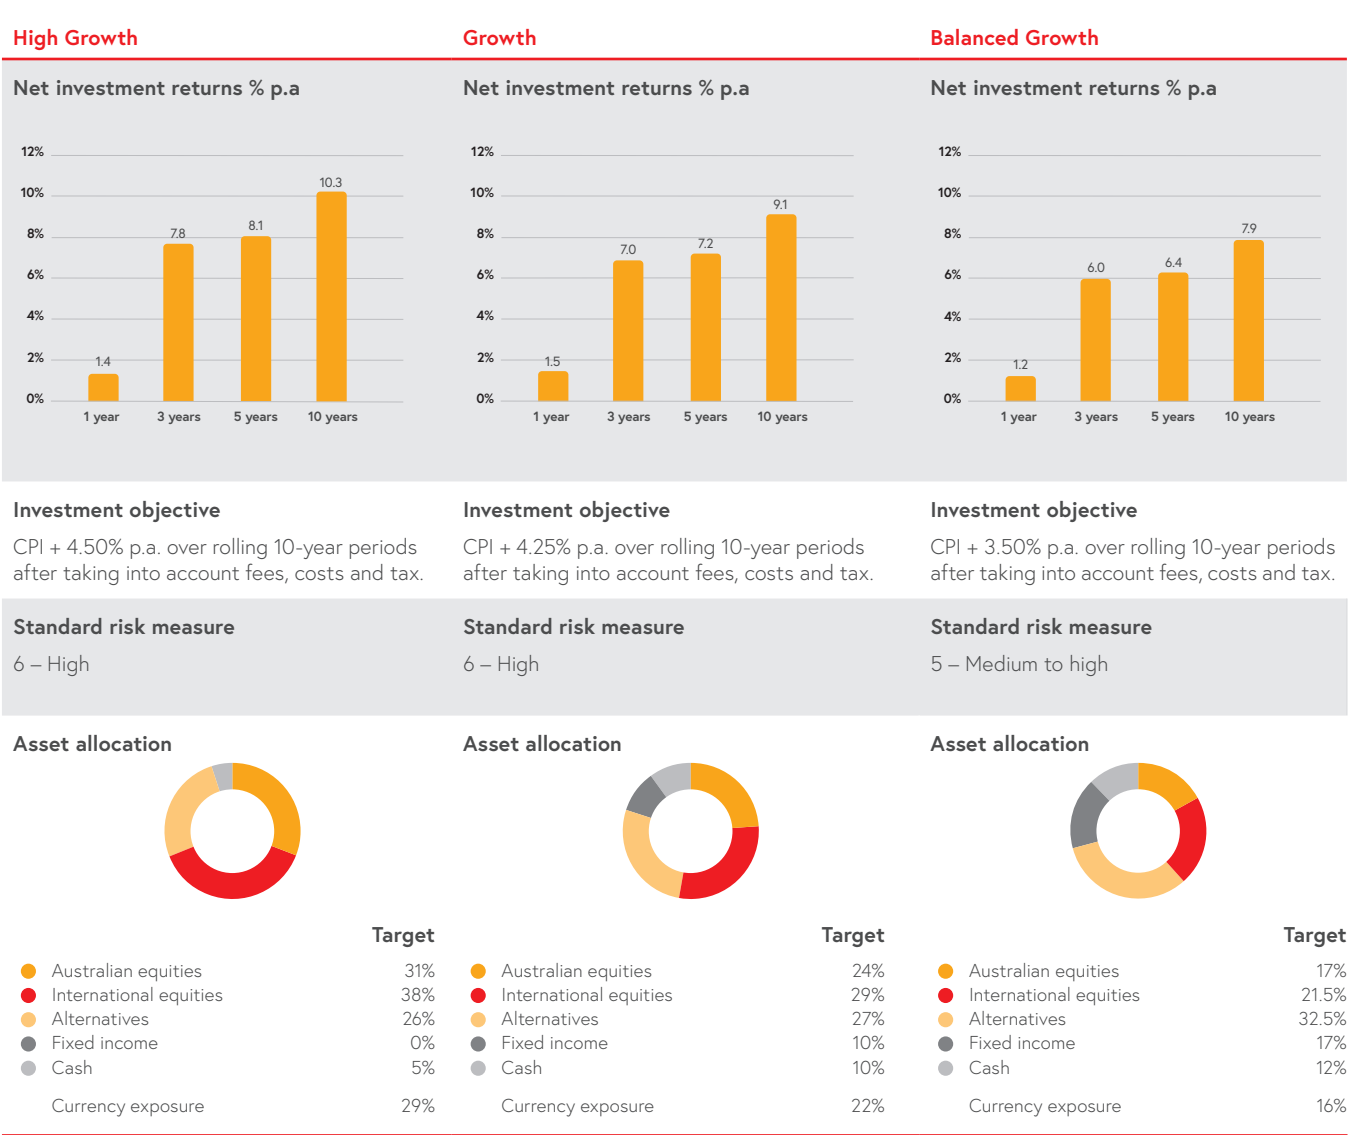 High Growth
Net investment returns % p.a
12%
10%
8%
6%
4%
2%
0%
1.4
7.8
8.1
10.3
1 year 3 years 5 years 10 years
Investment objective
CPI + 4.50% p.a. over rolling 10-year periods
after taking into account fees, costs and tax.
Standard risk measure
6 – High
Asset allocation
Target
Australian equities 31%
International equities 38%
Alternatives 26%
Fixed income 0%
Cash 5%
Currency exposure 29%
Growth
Net investment returns % p.a
12%
10%
8%
6%
4%
2%
0%
1.5
7.0
7.2
9.1
1 year 3 years 5 years 10 years
Investment objective
CPI + 4.25% p.a. over rolling 10-year periods
after taking into account fees, costs and tax.
Standard risk measure
6 – High
Asset allocation
Target
Australian equities 24%
International equities 29%
Alternatives 27%
Fixed income 10%
Cash 10%
Currency exposure 22%
Balanced Growth
Net investment returns % p.a
12%
10%
8%
6%
4%
2%
0%
1.2
6.0
6.4
7.9
1 year 3 years 5 years 10 years
Investment objective
CPI + 3.50% p.a. over rolling 10-year periods
after taking into account fees, costs and tax.
Standard risk measure
5 – Medium to high
Asset allocation
Target
Australian equities 17%
International equities 21.5%
Alternatives 32.5%
Fixed income 17%
Cash 12%
Currency exposure 16%